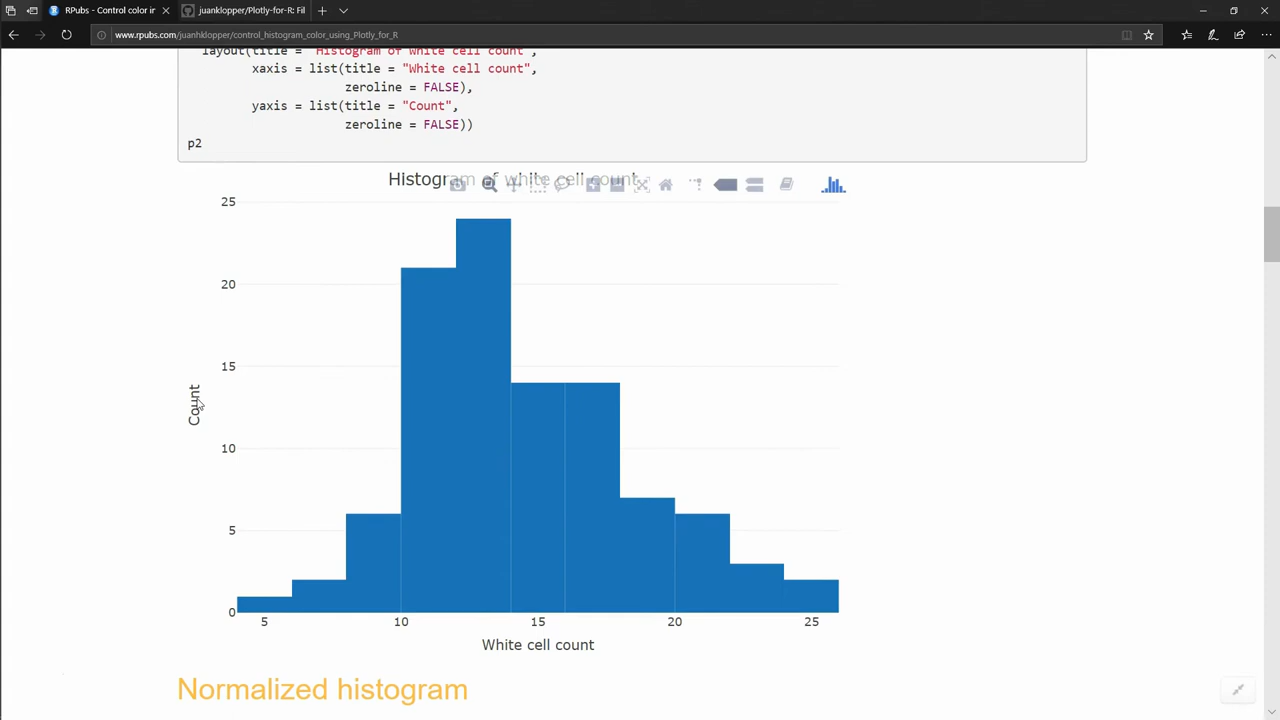 RPubs - Control color ir
juanklopper/Plotly-for-R: Fil
www.rpubs.com/juanhklopper/control_histogram_color_using_Plotly_for_R
layout(title = "Histogram of white cell count",
xaxis = list(title = "White cell count",
zeroline = FALSE),
yaxis = list(title = "Count",
zeroline = FALSE))
p2
Histogram of white cell count
25
20
15
10
5
0
Count
5 10 15 20 25
White cell count
Normalized histogram